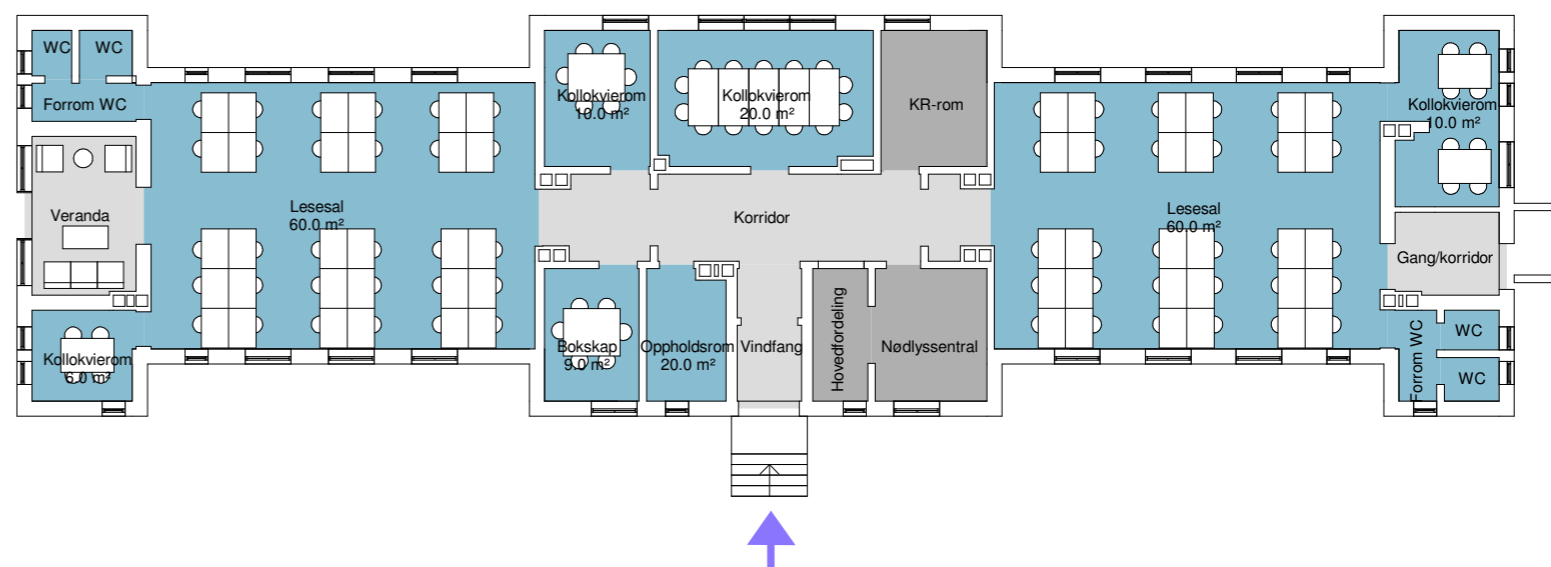 WC
WC
Forrom WC
Veranda
Kollokvierom
6.0 m²
Lesesal
60.0 m²
Kollokvierom
10.0 m²
Kollokvierom
20.0 m²
KR-rom
Korridor
Bokskap
9.0 m²
Oppholdsrom
20.0 m²
Vindfang
Hovedfordeling
Nødlyssentral
Lesesal
60.0 m²
Kollokvierom
10.0 m²
Gang/korridor
Forrom WC
WC
WC